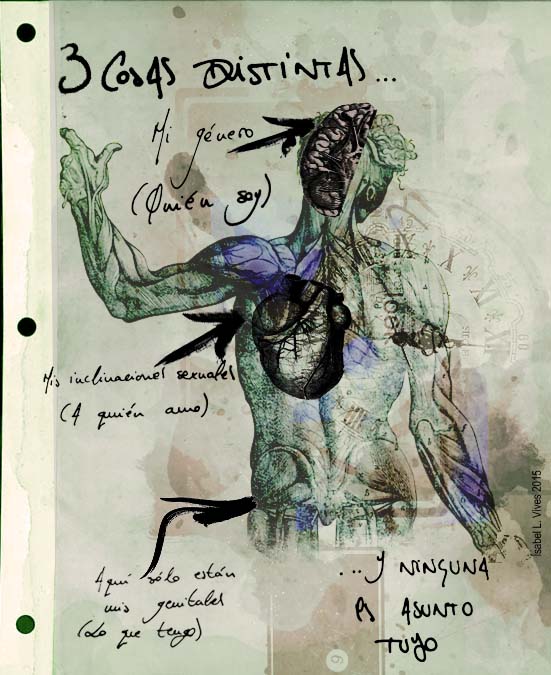 3 COSAS DISTINTAS...
Mi género
(Quién soy)
Mis inclinaciones sexuales
(A quién amo)
Aquí sólo están
mis genitales
(Lo que tengo)
...Y NINGUNA
ES ASUNTO
TUYO
Isabel L. Vives 2015